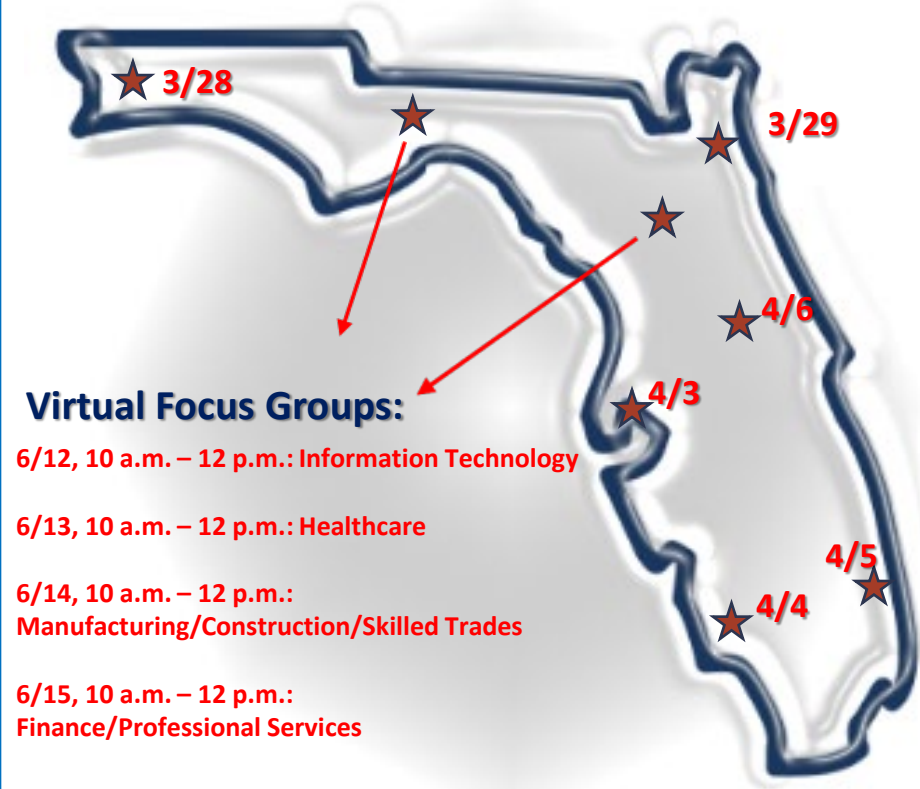 3/28
3/29
4/6
4/3
4/5
4/4
Virtual Focus Groups:
6/12, 10 a.m. – 12 p.m.: Information Technology
6/13, 10 a.m. – 12 p.m.: Healthcare
6/14, 10 a.m. – 12 p.m.:
Manufacturing/Construction/Skilled Trades
6/15, 10 a.m. – 12 p.m.:
Finance/Professional Services